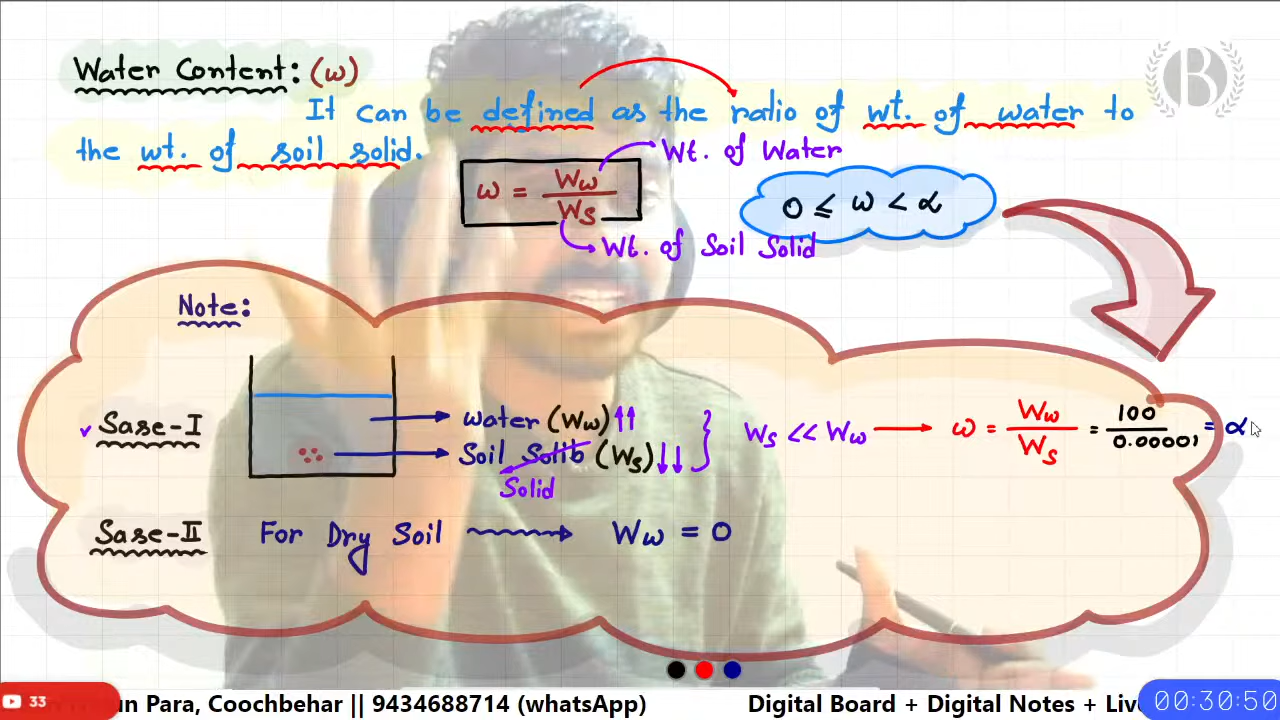 Water Content: (ω)
It can be defined as the ratio of wt. of water to
the wt. of soil solid.
ω = Wω / Ws
Wt. of Water
Wt. of Soil Solid
0 ≤ ω < α
Note:
Sase-I
water (Wω) ↑↑
Soil Solib (Ws) ↓↓
Solid
Ws << Wω → ω = Wω / Ws = 100 / 0.00001 = α
Sase-II For Dry Soil → Wω = 0
B
33
Para, Coochbehar || 9434688714 (whatsApp)
Digital Board + Digital Notes + Liv
00:30:50